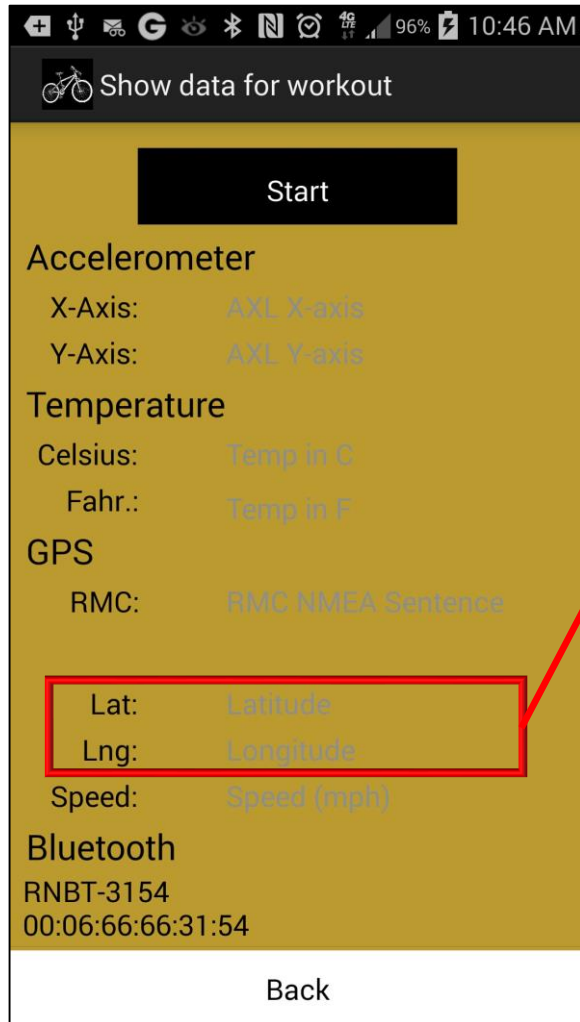 4G LTE 96% 10:46 AM
Show data for workout
Start
Accelerometer
X-Axis: AXL X-axis
Y-Axis: AXL Y-axis
Temperature
Celsius: Temp in C
Fahr.: Temp in F
GPS
RMC: RMC NMEA Sentence
Lat: Latitude
Lng: Longitude
Speed: Speed (mph)
Bluetooth
RNBT-3154
00:06:66:66:31:54
Back